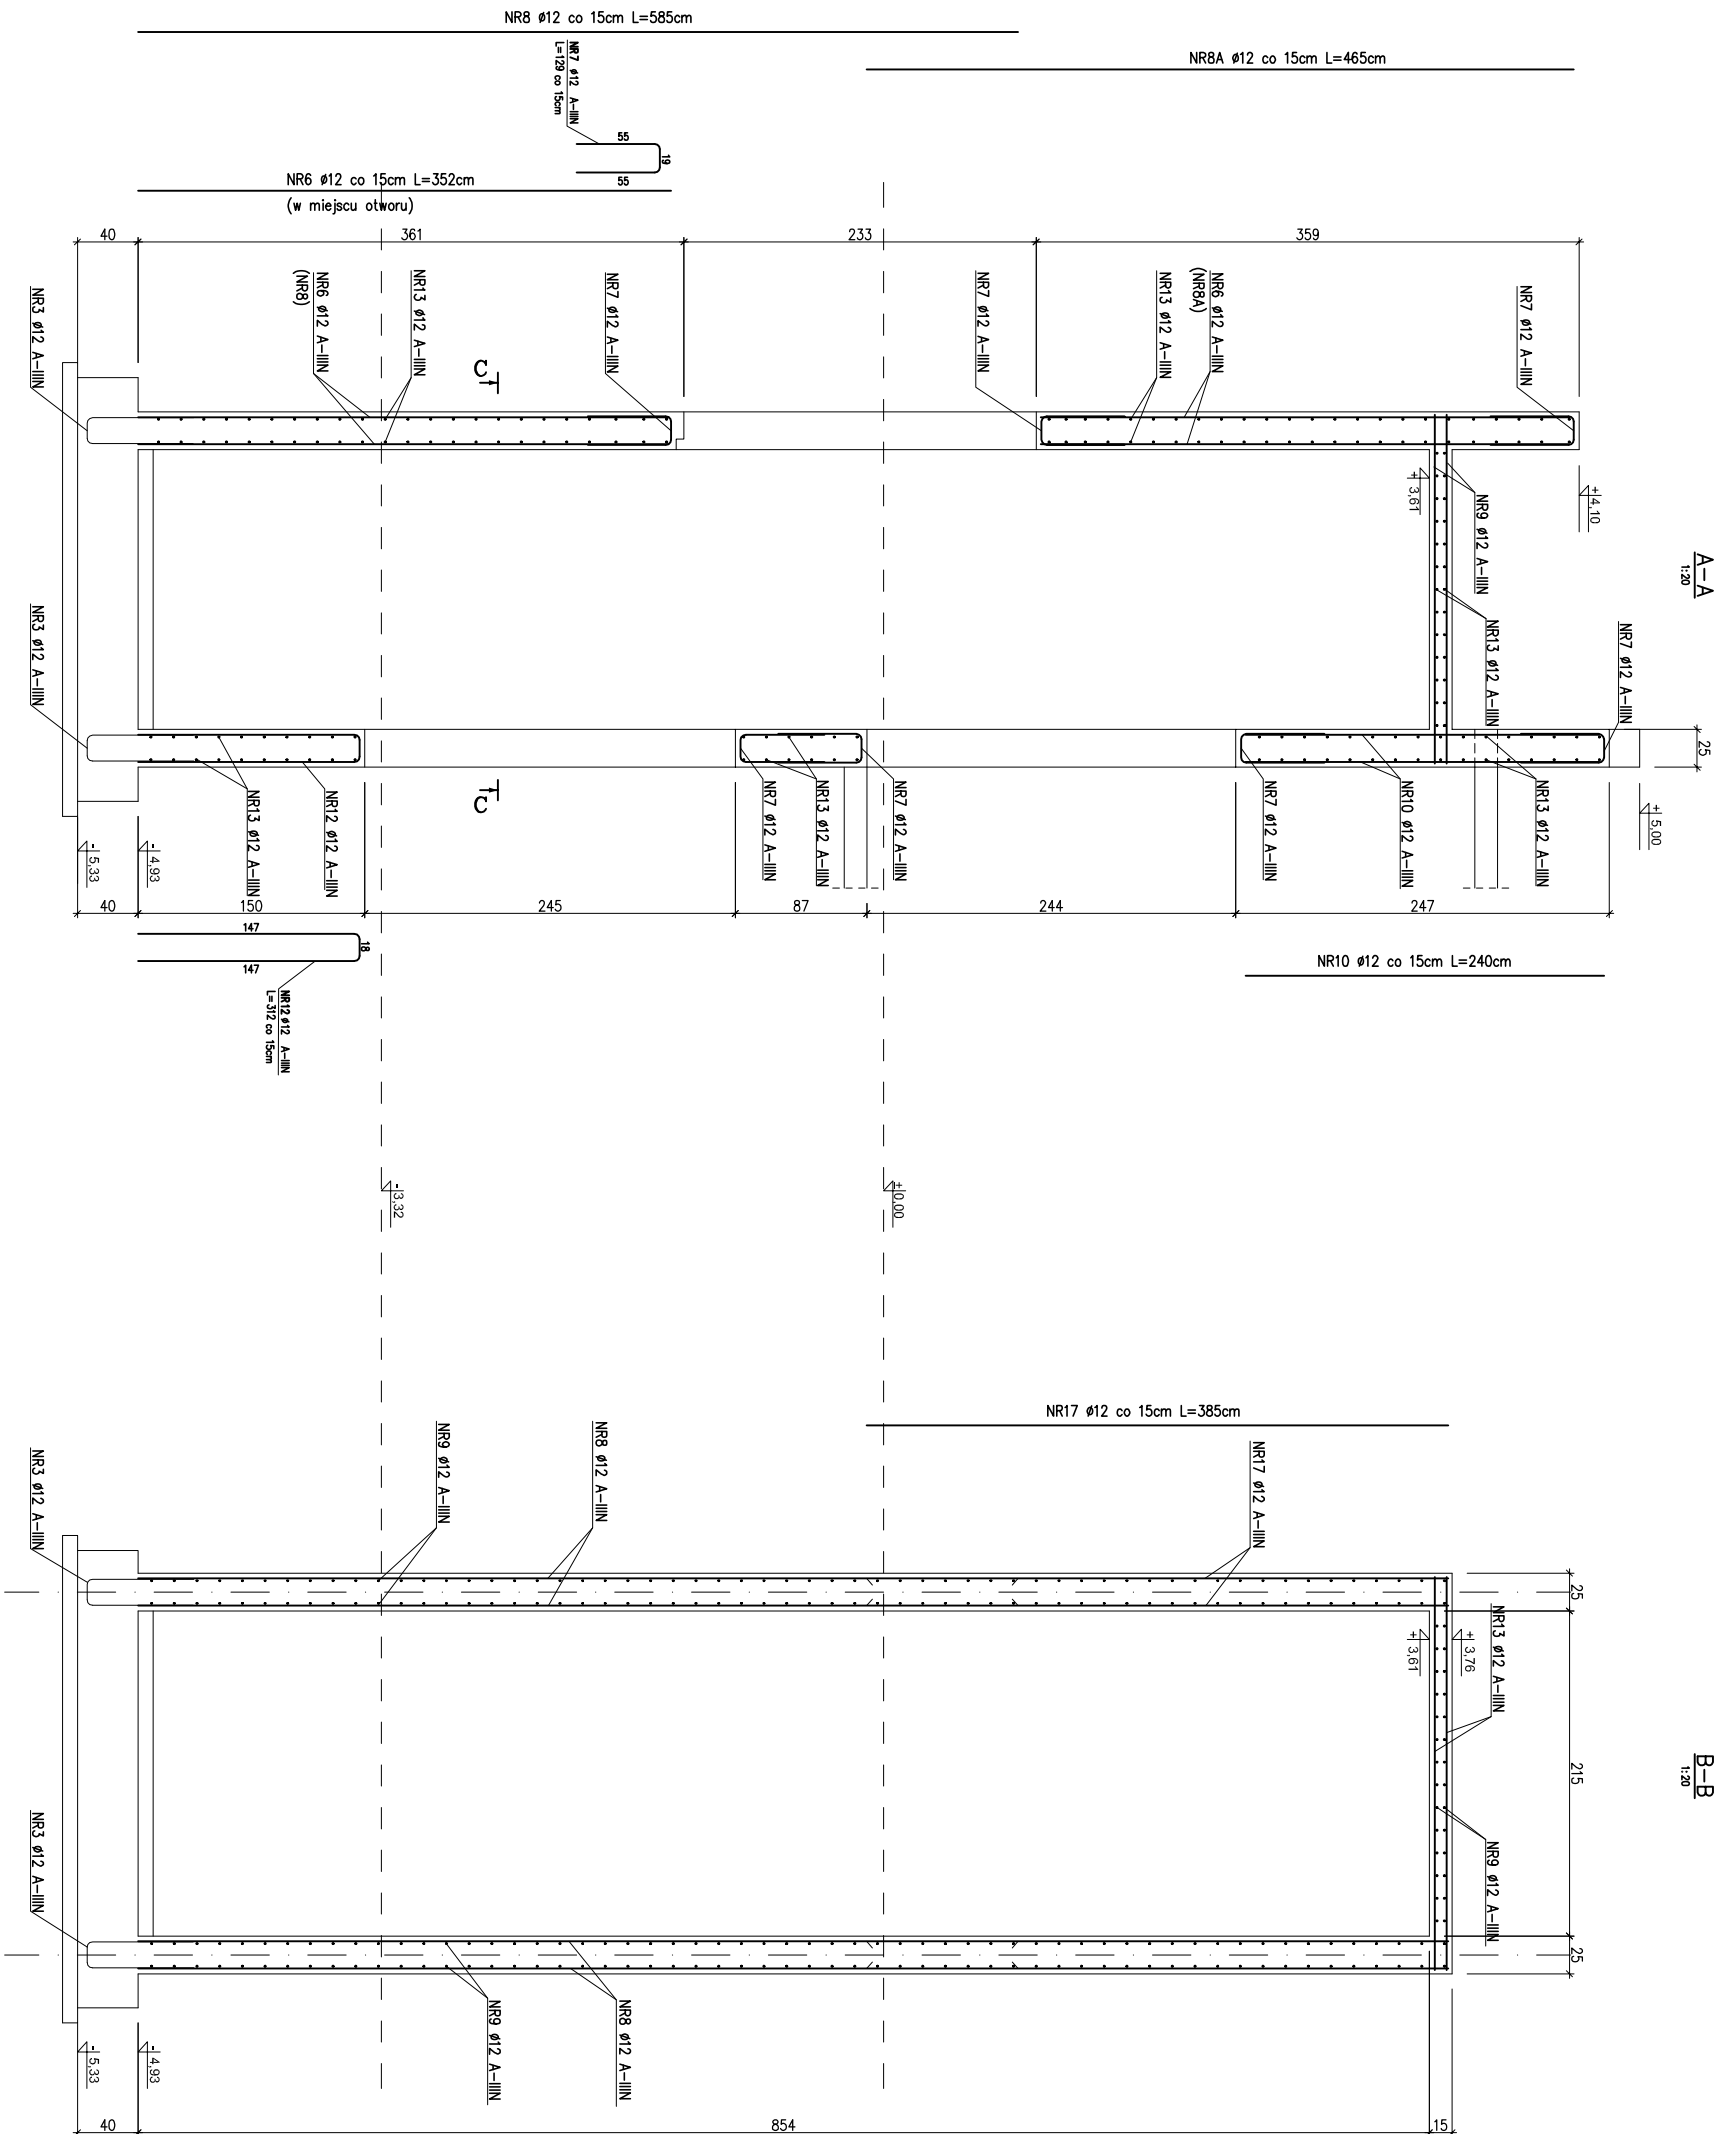 NR8 ø12 co 15cm L=585cm
NR8A ø12 co 15cm L=465cm
NR7 ø12 A-IIIN
L=129 co 15cm
55
19
55
NR6 ø12 co 15cm L=352cm
(w miejscu otworu)
40
361
233
359
NR3 ø12 A-IIIN
NR6 ø12 A-IIIN
(NR8)
NR13 ø12 A-IIIN
NR7 ø12 A-IIIN
NR7 ø12 A-IIIN
NR13 ø12 A-IIIN
NR6 ø12 A-IIIN
(NR8A)
NR7 ø12 A-IIIN
C
+ 3,61
+4,10
NR9 ø12 A-IIIN
A-A
1:20
NR3 ø12 A-IIIN
NR13 ø12 A-IIIN
NR7 ø12 A-IIIN
25
C
NR13 ø12 A-IIIN
NR12 ø12 A-IIIN
NR7 ø12 A-IIIN
NR13 ø12 A-IIIN
NR7 ø12 A-IIIN
NR7 ø12 A-IIIN
NR10 ø12 A-IIIN
NR13 ø12 A-IIIN
+ 5,00
- 5,33
- 4,93
40
150
245
87
244
247
147
18
147
NR12 ø12 A-IIIN
L=312 co 15cm
NR10 ø12 co 15cm L=240cm
-3,32
+0,00
NR17 ø12 co 15cm L=385cm
NR3 ø12 A-IIIN
NR9 ø12 A-IIIN
NR8 ø12 A-IIIN
NR17 ø12 A-IIIN
25
+ 3,61
+ 3,76
NR13 ø12 A-IIIN
215
B-B
1:20
NR3 ø12 A-IIIN
NR9 ø12 A-IIIN
25
NR9 ø12 A-IIIN
NR8 ø12 A-IIIN
- 5,33
- 4,93
40
854
15